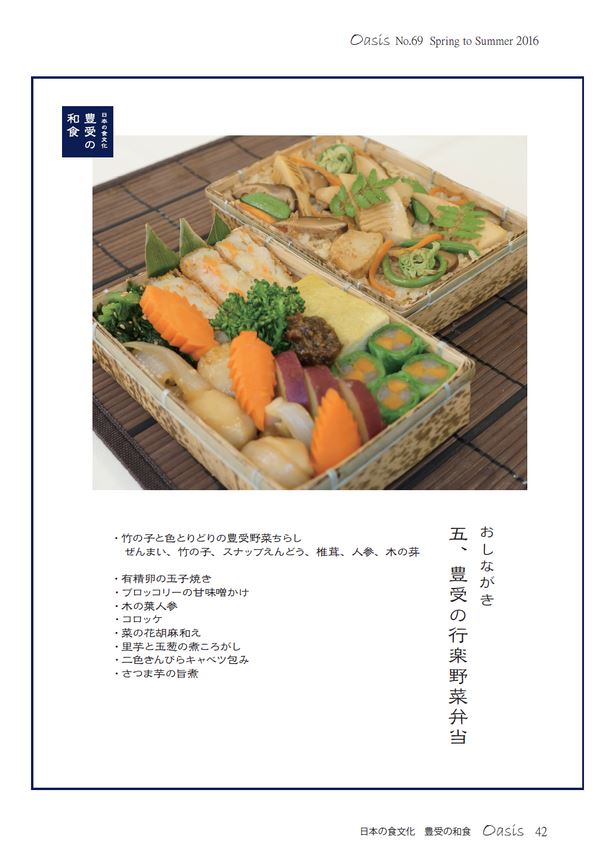 Oasis No.69 Spring to Summer 2016
日本の食文化
豊受の
和食
おしながき
五、豊受の行楽野菜弁当
・竹の子と色とりどりの豊受野菜ちらし
ぜんまい、竹の子、スナップえんどう、椎茸、人参、木の芽
・有精卵の玉子焼き
・ブロッコリーの甘味噌かけ
・木の葉人参
・コロッケ
・菜の花胡麻和え
・里芋と玉葱の煮ころがし
・二色きんぴらキャベツ包み
・さつま芋の旨煮
日本の食文化 豊受の和食 Oasis 42